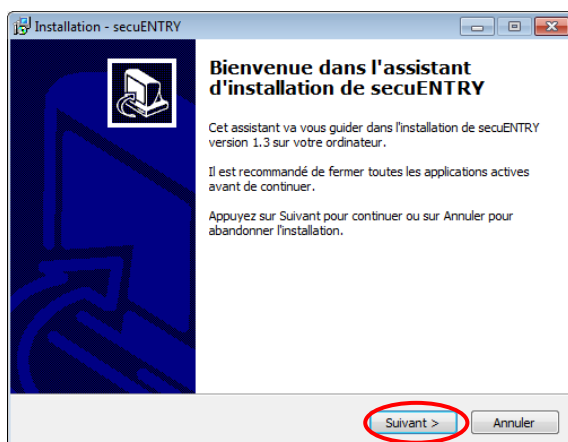 Installation - secuENTRY
Bienvenue dans l'assistant
d'installation de secuENTRY
Cet assistant va vous guider dans l'installation de secuENTRY
version 1.3 sur votre ordinateur.
Il est recommandé de fermer toutes les applications actives
avant de continuer.
Appuyez sur Suivant pour continuer ou sur Annuler pour
abandonner l'installation.
Suivant > Annuler